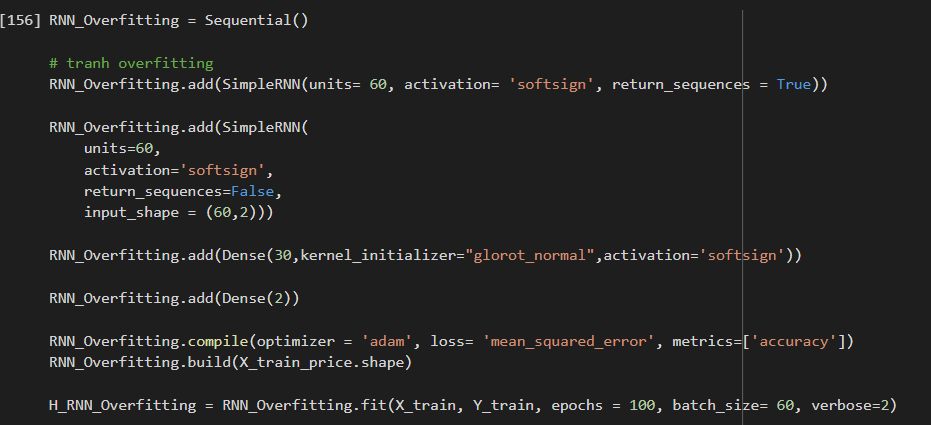 [156] RNN_Overfitting = Sequential()
# tranh overfitting
RNN_Overfitting.add(SimpleRNN(units= 60, activation= 'softsign', return_sequences = True))
RNN_Overfitting.add(SimpleRNN(
units=60,
activation='softsign',
return_sequences=False,
input_shape = (60,2)))
RNN_Overfitting.add(Dense(30,kernel_initializer="glorot_normal",activation='softsign'))
RNN_Overfitting.add(Dense(2))
RNN_Overfitting.compile(optimizer = 'adam', loss= 'mean_squared_error', metrics=['accuracy'])
RNN_Overfitting.build(X_train_price.shape)
H_RNN_Overfitting = RNN_Overfitting.fit(X_train, Y_train, epochs = 100, batch_size= 60, verbose=2)